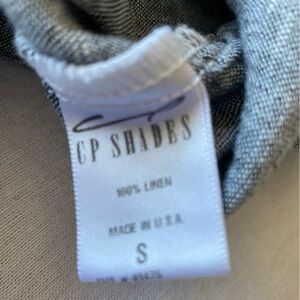 CP SHADES
100% LINEN
MADE IN U.S.A.
S